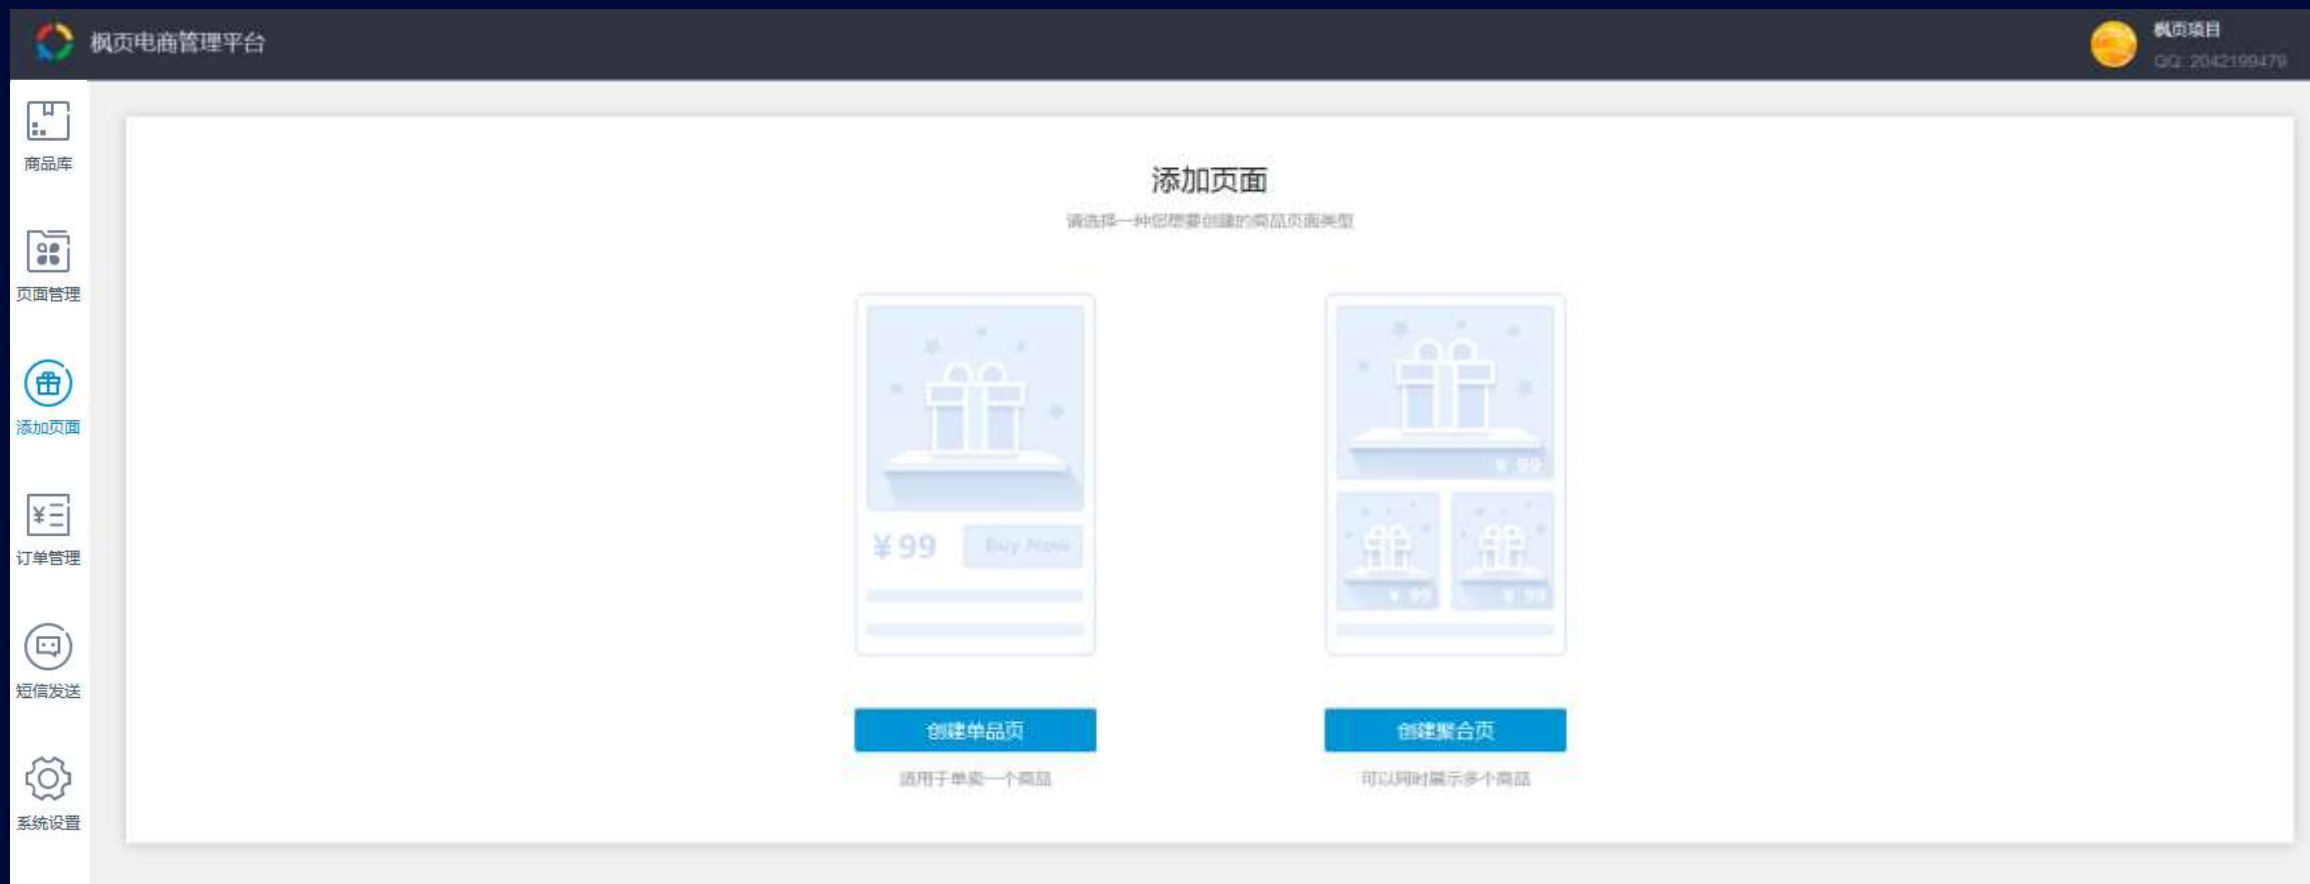 枫页电商管理平台
枫页项目
QQ: 2042199479
商品库
页面管理
添加页面
订单管理
短信发送
系统设置
添加页面
请选择一种您想要创建的商品页面类型
¥ 99
Buy Now
¥ 99
¥ 99
¥ 99
创建单品页
适用于单卖一个商品
创建聚合页
可以同时展示多个商品